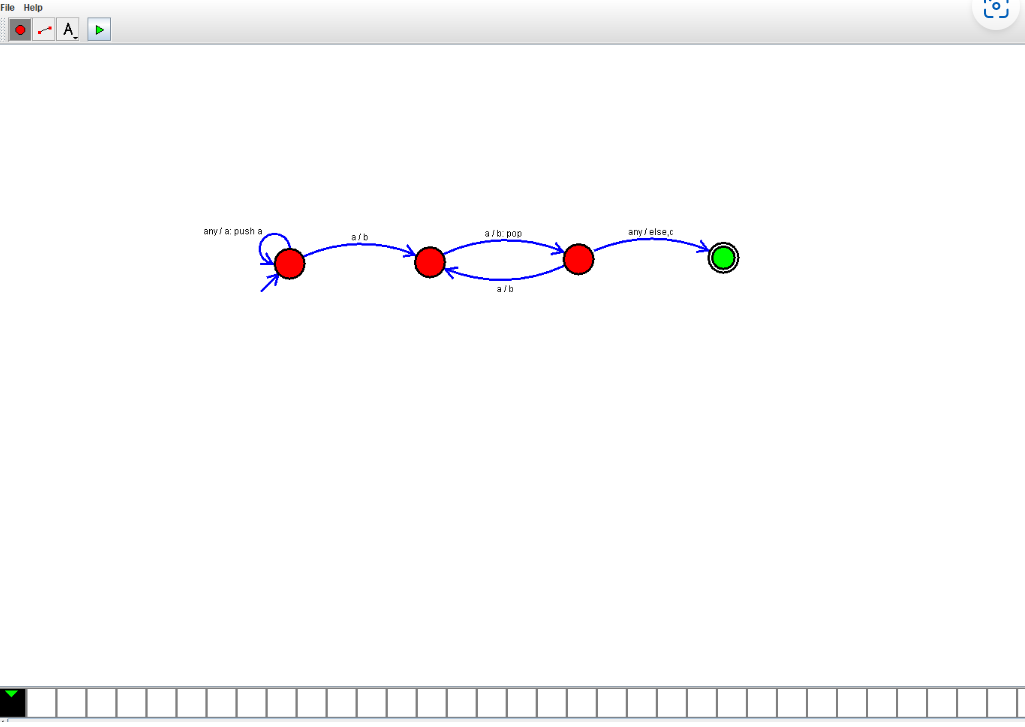 File Help
A
any / a: push a
a / b
a / b: pop
any / else,c
a / b